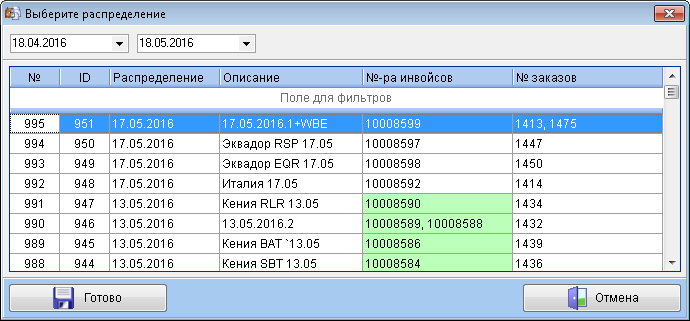 Выберите распределение
18.04.2016 18.05.2016
№ ID Распределение Описание №-ра инвойсов № заказов
Поле для фильтров
995 951 17.05.2016 17.05.2016.1+WBE 10008599 1413, 1475
994 950 17.05.2016 Эквадор RSP 17.05 10008597 1447
993 949 17.05.2016 Эквадор EQR 17.05 10008598 1450
992 948 17.05.2016 Италия 17.05 10008592 1414
991 947 13.05.2016 Кения RLR 13.05 10008590 1434
990 946 13.05.2016 13.05.2016.2 10008589, 10008588 1432
989 945 13.05.2016 Кения BAT `13.05 10008586 1439
988 944 13.05.2016 Кения SBT 13.05 10008584 1436
Готово Отмена